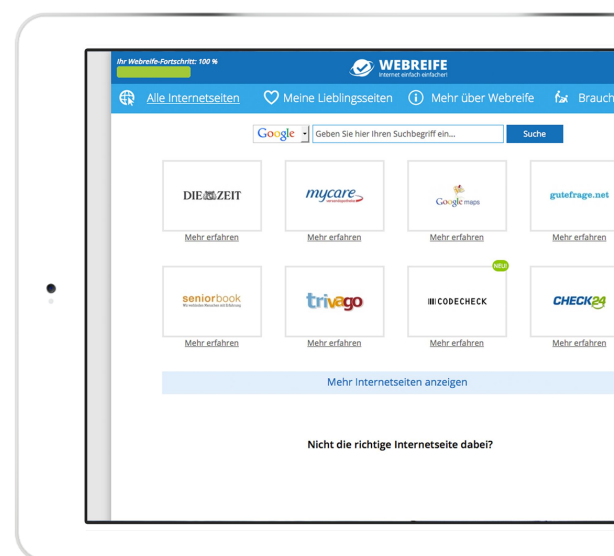 Ihr Webreife-Fortschritt: 100 %
WEBREIFE
Internet einfach einfacher!
Alle Internetseiten
Meine Lieblingsseiten
Mehr über Webreife
Brauch
Google
Geben Sie hier Ihren Suchbegriff ein...
Suche
DIE ZEIT
mycare
versandapotheke
Google maps
gutefrage.net
Mehr erfahren
Mehr erfahren
Mehr erfahren
Mehr erfahren
NEU
seniorbook
trivago
CODECHECK
CHECK24
Mehr erfahren
Mehr erfahren
Mehr erfahren
Mehr erfahren
Mehr Internetseiten anzeigen
Nicht die richtige Internetseite dabei?